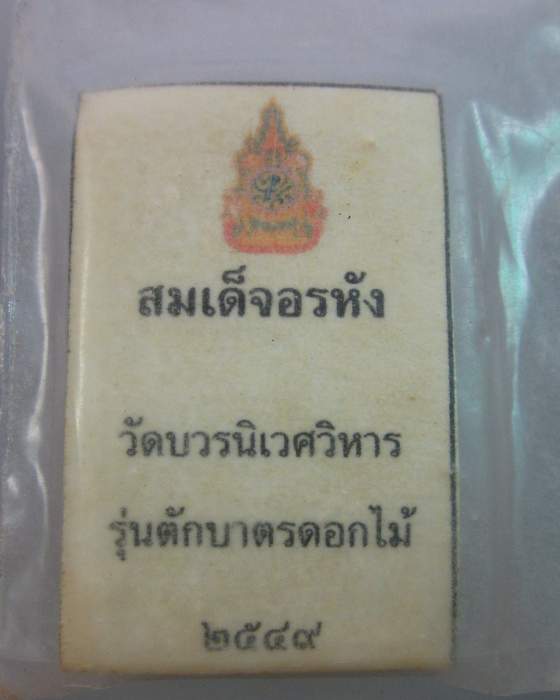 สมเด็จอรหัง
วัดบวรนิเวศวิหาร
รุ่นตักบาตรดอกไม้
๒๕๔๙